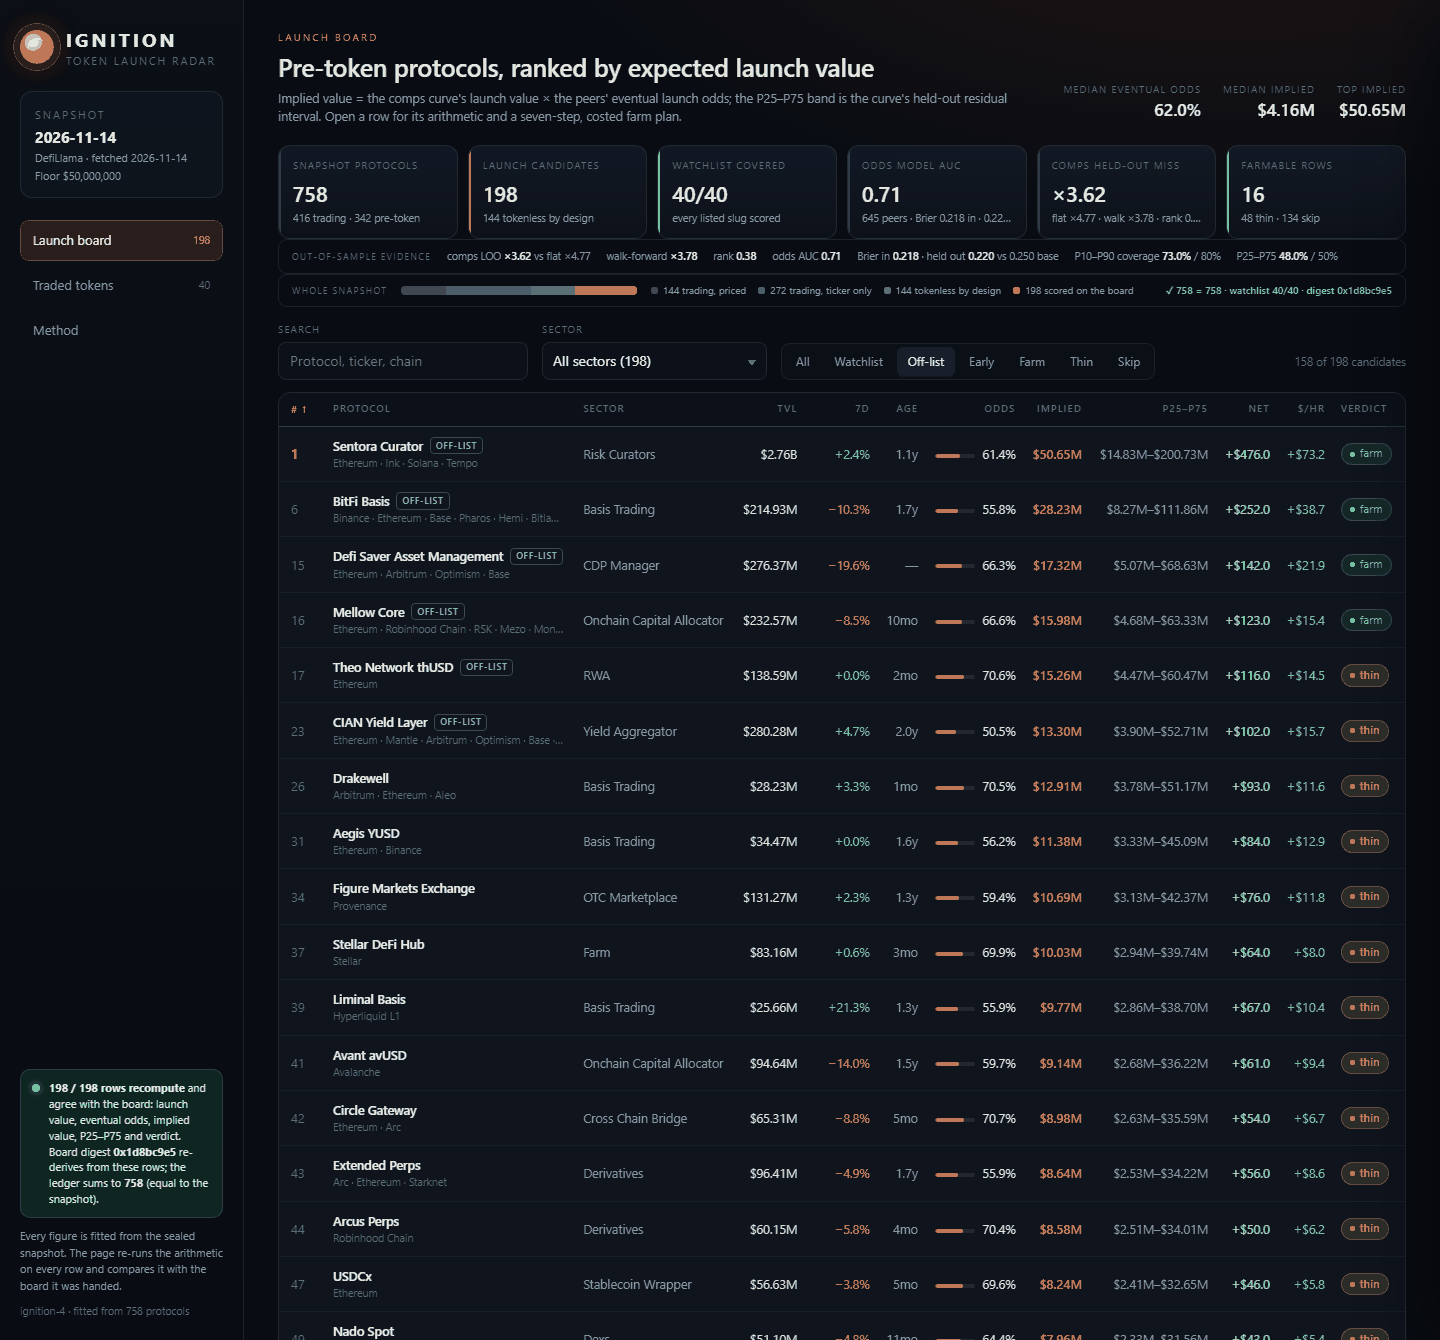 IGNITION
TOKEN LAUNCH RADAR
SNAPSHOT
2026-11-14
DefiLlama · fetched 2026-11-14
Floor $50,000,000
Launch board 198
Traded tokens 40
Method
198 / 198 rows recompute and
agree with the board: launch
value, eventual odds, implied
value, P25–P75 and verdict.
Board digest 0x1d8bc9e5 re-
derives from these rows; the
ledger sums to 758 (equal to the
snapshot).
Every figure is fitted from the sealed
snapshot. The page re-runs the arithmetic
on every row and compares it with the
board it was handed.
ignition-4 · fitted from 758 protocols
LAUNCH BOARD
Pre-token protocols, ranked by expected launch value
Implied value = the comps curve's launch value × the peers' eventual launch odds; the P25–P75 band is the curve's held-out residual
interval. Open a row for its arithmetic and a seven-step, costed farm plan.
MEDIAN EVENTUAL ODDS MEDIAN IMPLIED TOP IMPLIED
62.0% $4.16M $50.65M
SNAPSHOT PROTOCOLS
758
416 trading · 342 pre-token
LAUNCH CANDIDATES
198
144 tokenless by design
WATCHLIST COVERED
40/40
every listed slug scored
ODDS MODEL AUC
0.71
645 peers · Brier 0.218 in · 0.22...
COMPS HELD-OUT MISS
×3.62
flat ×4.77 · walk ×3.78 · rank 0....
FARMABLE ROWS
16
48 thin · 134 skip
OUT-OF-SAMPLE EVIDENCE comps LOO ×3.62 vs flat ×4.77 walk-forward ×3.78 rank 0.38 odds AUC 0.71 Brier in 0.218 · held out 0.220 vs 0.250 base P10–P90 coverage 73.0% / 80% P25–P75 48.0% / 50%
WHOLE SNAPSHOT 144 trading, priced 272 trading, ticker only 144 tokenless by design 198 scored on the board ✓ 758 = 758 · watchlist 40/40 · digest 0x1d8bc9e5
SEARCH SECTOR
Protocol, ticker, chain All sectors (198) All Watchlist Off-list Early Farm Thin Skip 158 of 198 candidates
# ↑ PROTOCOL SECTOR TVL 7D AGE ODDS IMPLIED P25–P75 NET $/HR VERDICT
1 Sentora Curator OFF-LIST Risk Curators $2.76B +2.4% 1.1y 61.4% $50.65M $14.83M–$200.73M +$476.0 +$73.2 farm
Ethereum · Ink · Solana · Tempo
6 BitFi Basis OFF-LIST Basis Trading $214.93M −10.3% 1.7y 55.8% $28.23M $8.27M–$111.86M +$252.0 +$38.7 farm
Binance · Ethereum · Base · Pharos · Hemi · Bitla...
15 Defi Saver Asset Management OFF-LIST CDP Manager $276.37M −19.6% — 66.3% $17.32M $5.07M–$68.63M +$142.0 +$21.9 farm
Ethereum · Arbitrum · Optimism · Base
16 Mellow Core OFF-LIST Onchain Capital Allocator $232.57M −8.5% 10mo 66.6% $15.98M $4.68M–$63.33M +$123.0 +$15.4 farm
Ethereum · Robinhood Chain · RSK · Mezo · Mon...
17 Theo Network thUSD OFF-LIST RWA $138.59M +0.0% 2mo 70.6% $15.26M $4.47M–$60.47M +$116.0 +$14.5 thin
Ethereum
23 CIAN Yield Layer OFF-LIST Yield Aggregator $280.28M +4.7% 2.0y 50.5% $13.30M $3.90M–$52.71M +$102.0 +$15.7 thin
Ethereum · Mantle · Arbitrum · Optimism · Base ·...
26 Drakewell Basis Trading $28.23M +3.3% 1mo 70.5% $12.91M $3.78M–$51.17M +$93.0 +$11.6 thin
Arbitrum · Ethereum · Aleo
31 Aegis YUSD Basis Trading $34.47M +0.0% 1.6y 56.2% $11.38M $3.33M–$45.09M +$84.0 +$12.9 thin
Ethereum · Binance
34 Figure Markets Exchange OTC Marketplace $131.27M +2.3% 1.3y 59.4% $10.69M $3.13M–$42.37M +$76.0 +$11.8 thin
Provenance
37 Stellar DeFi Hub Farm $83.16M +0.6% 3mo 69.9% $10.03M $2.94M–$39.74M +$64.0 +$8.0 thin
Stellar
39 Liminal Basis Basis Trading $25.66M +21.3% 1.3y 55.9% $9.77M $2.86M–$38.70M +$67.0 +$10.4 thin
Hyperliquid L1
41 Avant avUSD Onchain Capital Allocator $94.64M −14.0% 1.5y 59.7% $9.14M $2.68M–$36.22M +$61.0 +$9.4 thin
Avalanche
42 Circle Gateway Cross Chain Bridge $65.31M −8.8% 5mo 70.7% $8.98M $2.63M–$35.59M +$54.0 +$6.7 thin
Ethereum · Arc
43 Extended Perps Derivatives $96.41M −4.9% 1.7y 55.9% $8.64M $2.53M–$34.22M +$56.0 +$8.6 thin
Arc · Ethereum · Starknet
44 Arcus Perps Derivatives $60.15M −5.8% 4mo 70.4% $8.58M $2.51M–$34.01M +$50.0 +$6.2 thin
Robinhood Chain
47 USDCx Stablecoin Wrapper $56.63M −3.8% 5mo 69.6% $8.24M $2.41M–$32.65M +$46.0 +$5.8 thin
Ethereum
Nado Spot